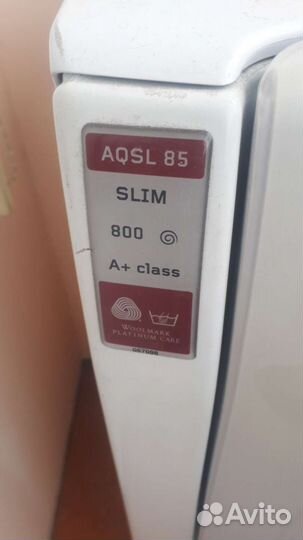 AQSL 85
SLIM
800
A+ class
WOOLMARK
PLATINUM CARE
Avito